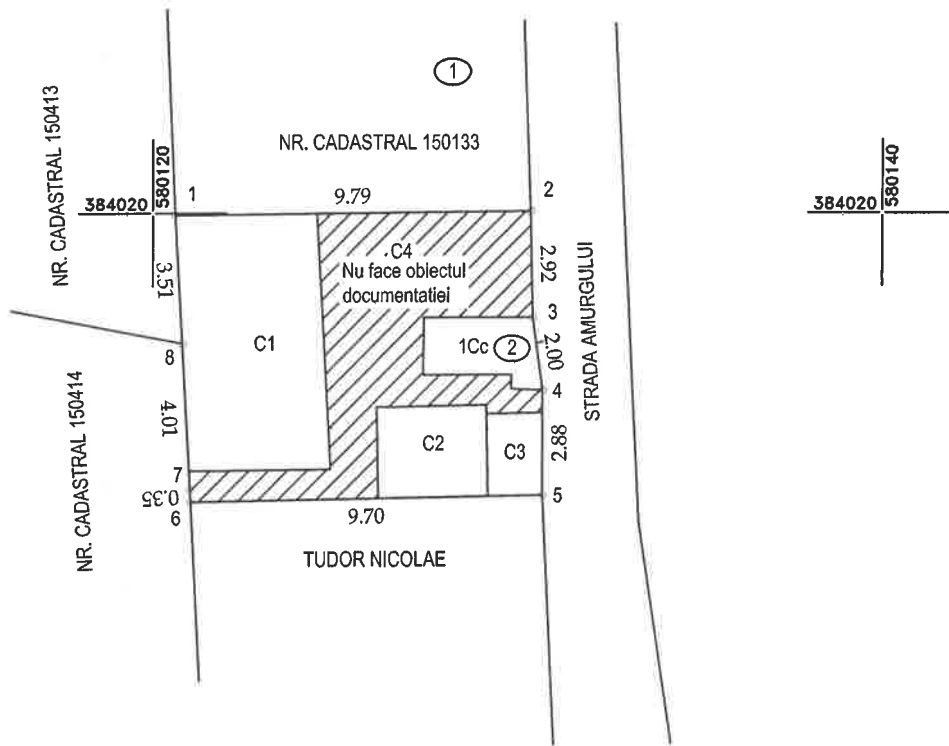 1
NR. CADASTRAL 150413
NR. CADASTRAL 150133
384020
580120
384020
580140
1
9.79
2
C4
Nu face obiectul
documentatiei
2.92
3.51
3
STRADA AMURGULUI
C1
1Cc
2
2.00
8
4
NR. CADASTRAL 150414
4.01
C2
C3
2.88
7
0.35
9
9.70
5
TUDOR NICOLAE